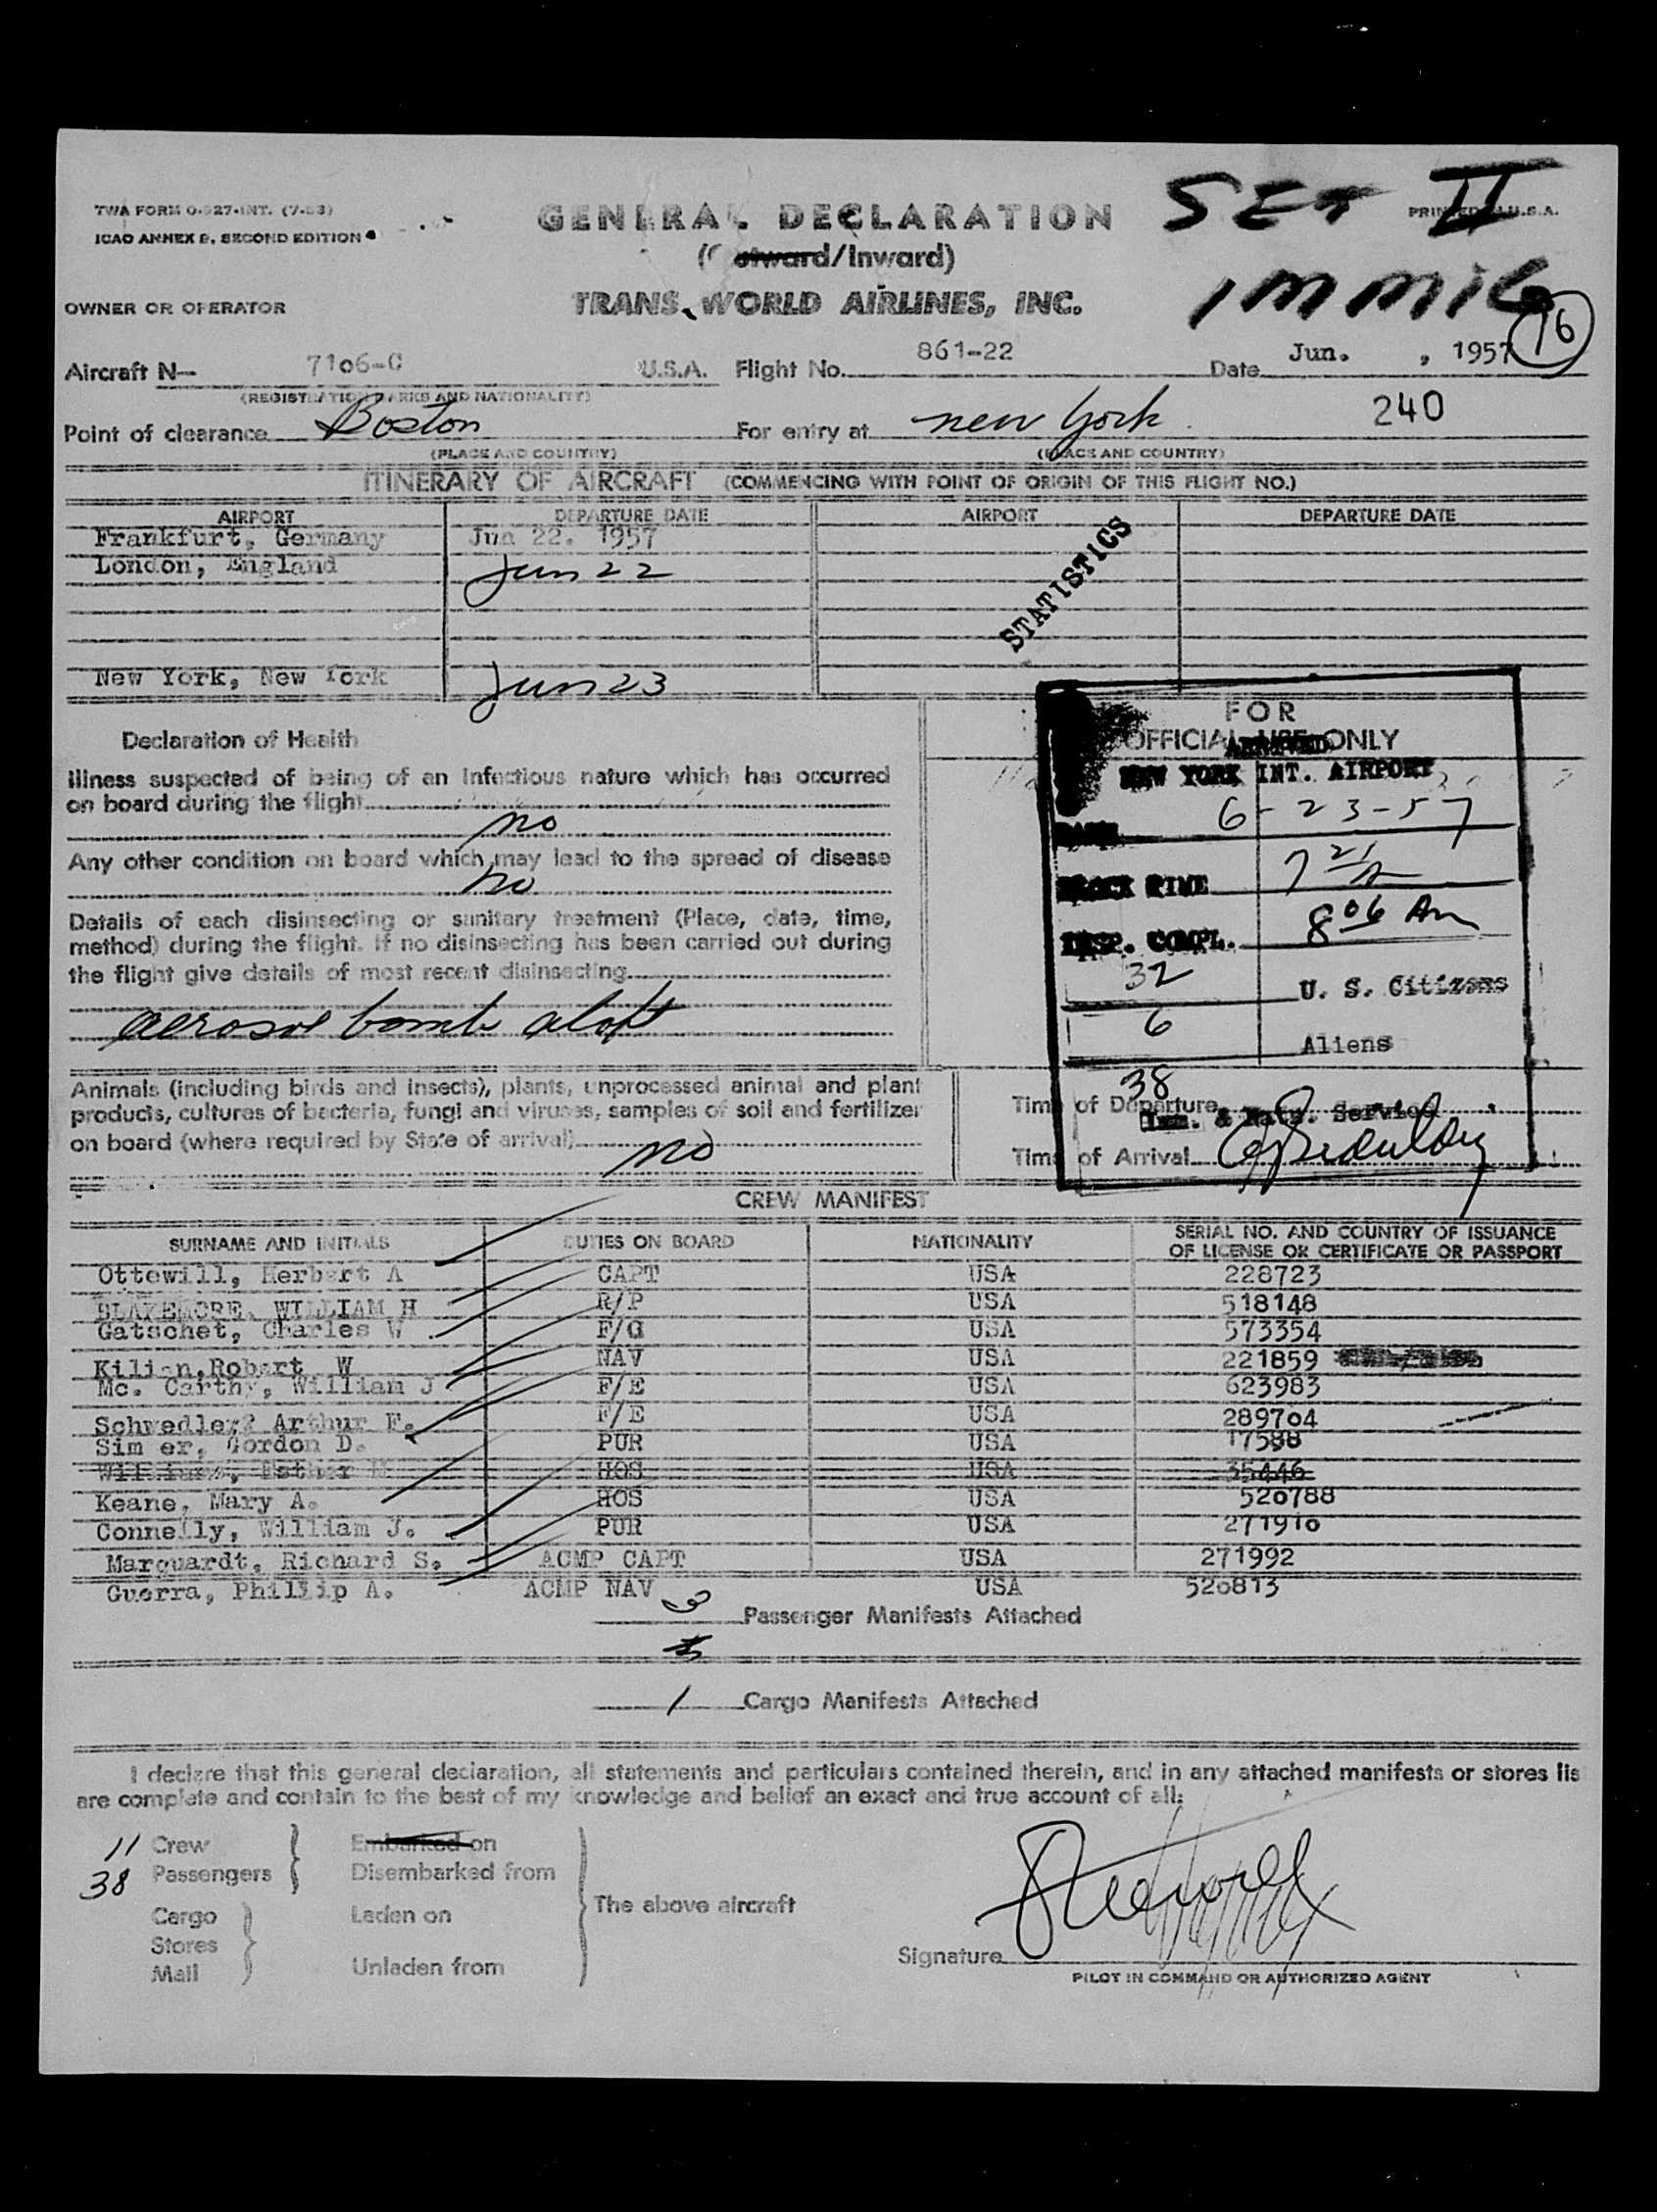 TWA FORM O-527-INT. (7-53)
ICAO ANNEX 9, SECOND EDITION
GENERAL DECLARATION
(Outward/Inward)
SET II
PRINTED IN U.S.A.
IMMIG
16
OWNER OR OPERATOR TRANS WORLD AIRLINES, INC.
Aircraft N— 7106-C U.S.A. Flight No. 861-22 Date Jun. , 1957
(REGISTRATION MARKS AND NATIONALITY)
240
Point of clearance Boston For entry at New York
(PLACE AND COUNTRY) (PLACE AND COUNTRY)
ITINERARY OF AIRCRAFT (COMMENCING WITH POINT OF ORIGIN OF THIS FLIGHT NO.)
AIRPORT DEPARTURE DATE AIRPORT DEPARTURE DATE
Frankfurt, Germany Jun 22. 1957
London, England Jun 22
STATISTICS
New York, New York Jun 23
Declaration of Health
Illness suspected of being of an infectious nature which has occurred
on board during the flight
no
Any other condition on board which may lead to the spread of disease
no
Details of each disinsecting or sanitary treatment (Place, date, time,
method) during the flight. If no disinsecting has been carried out during
the flight give details of most recent disinsecting
aerosol bomb aloft
Animals (including birds and insects), plants, unprocessed animal and plant
products, cultures of bacteria, fungi and viruses, samples of soil and fertilizer
on board (where required by State of arrival)
no
FOR
OFFICIAL USE ONLY
ARRIVED
NEW YORK INT. AIRPORT
6-23-57
BLOCK TIME 7 21/A
INSP. COMPL. 8 06 Am
32 U. S. Citizens
6 Aliens
38
Time of Departure
Imm. & Natz. Service
Time of Arrival
CREW MANIFEST
SURNAME AND INITIALS DUTIES ON BOARD NATIONALITY SERIAL NO. AND COUNTRY OF ISSUANCE
OF LICENSE OR CERTIFICATE OR PASSPORT
Ottewill, Herbert A CAPT USA 228723
BLAKEMORE, WILLIAM H R/P USA 518148
Gatschet, Charles W F/O USA 573354
Kilian, Robert W NAV USA 221859
Mc. Carthy, William J F/E USA 623983
Schwedler? Arthur F. F/E USA 289704
Sim er, Gordon D. PUR USA 17588
Williams, Esther M HOS USA 35446
Keane, Mary A. HOS USA 520788
Connelly, William J. PUR USA 271910
Marquardt, Richard S. ACMP CAPT USA 271992
Guerra, Phillip A. ACMP NAV USA 520813
3 Passenger Manifests Attached
1 Cargo Manifests Attached
I declare that this general declaration, all statements and particulars contained therein, and in any attached manifests or stores lis
are complete and contain to the best of my knowledge and belief an exact and true account of all:
11 Crew Embarked on
38 Passengers Disembarked from
The above aircraft
Cargo Laden on
Stores
Mail Unladen from
Signature
PILOT IN COMMAND OR AUTHORIZED AGENT